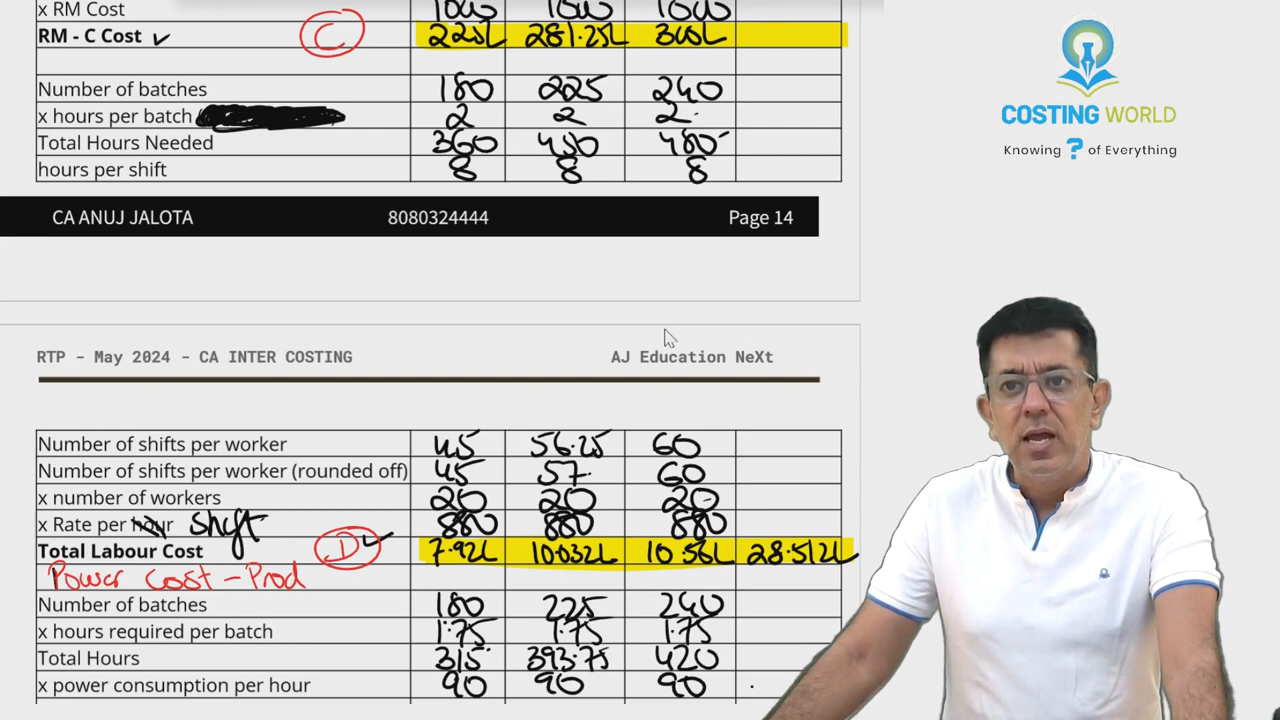 x RM Cost 1000 1000 1000
RM - C Cost ✓ C 225L 281.25L 300L
Number of batches 180 225 240
x hours per batch 2 2 2
Total Hours Needed 360 450 480
hours per shift 8 8 8
CA ANUJ JALOTA 8080324444 Page 14
RTP - May 2024 - CA INTER COSTING AJ Education NeXt
Number of shifts per worker 45 56.25 60
Number of shifts per worker (rounded off) 45 57 60
x number of workers 20 20 20
x Rate per hour shift 880 880 880
Total Labour Cost D ✓ 7.92L 10.032L 10.56L 28.512L
Power Cost - Prod
Number of batches 180 225 240
x hours required per batch 1.75 1.75 1.75
Total Hours 315 393.75 420
x power consumption per hour 90 90 90
COSTING WORLD
Knowing ? of Everything